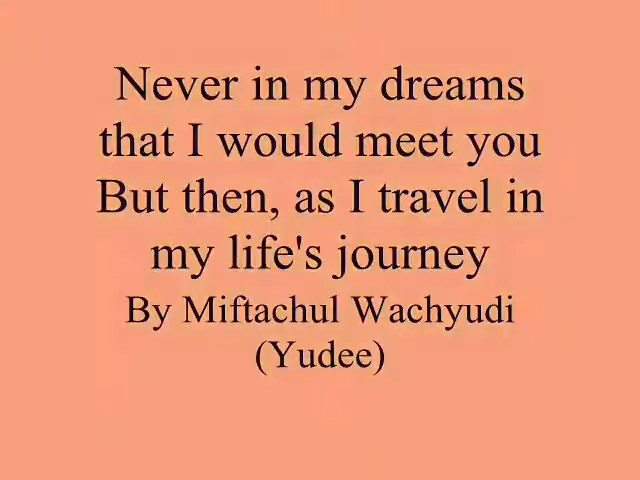 Never in my dreams
that I would meet you
But then, as I travel in
my life's journey
By Miftachul Wachyudi
(Yudee)